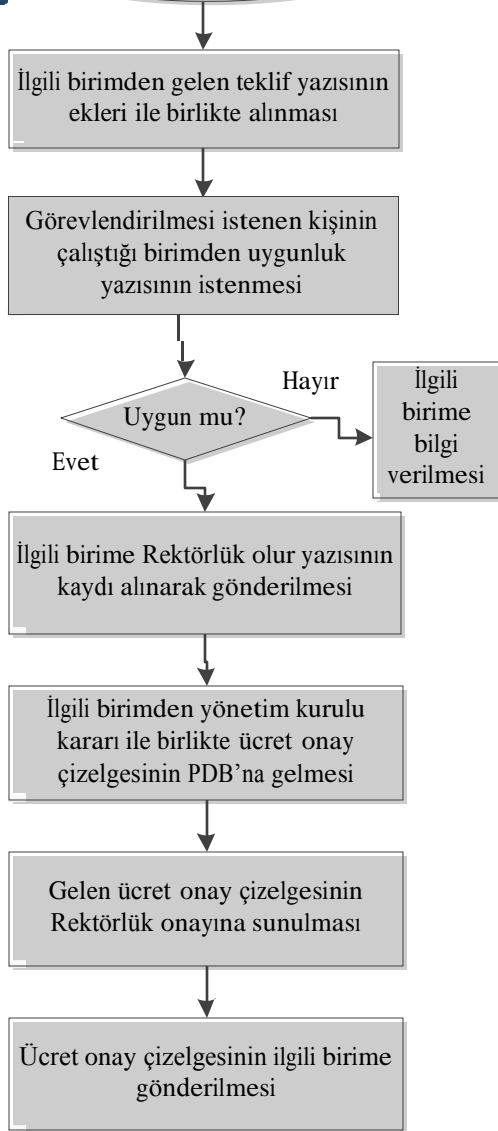 İlgili birimden gelen teklif yazısının
ekleri ile birlikte alınması
Görevlendirilmesi istenen kişinin
çalıştığı birimden uygunluk
yazısının istenmesi
Uygun mu?
Hayır
İlgili
birime
bilgi
verilmesi
Evet
İlgili birime Rektörlük olur yazısının
kaydı alınarak gönderilmesi
İlgili birimden yönetim kurulu
kararı ile birlikte ücret onay
çizelgesinin PDB’na gelmesi
Gelen ücret onay çizelgesinin
Rektörlük onayına sunulması
Ücret onay çizelgesinin ilgili birime
gönderilmesi